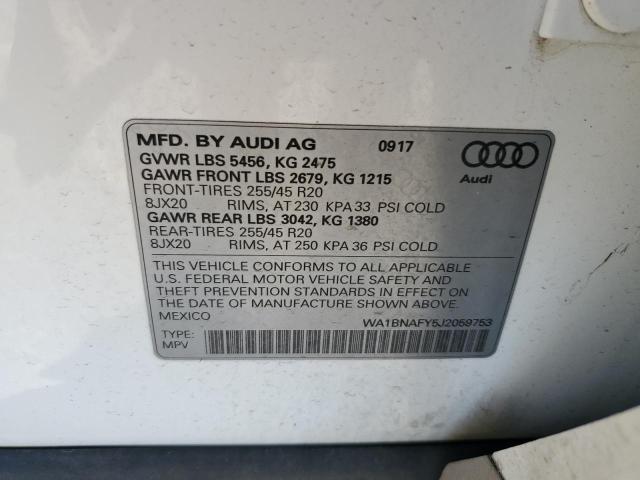 MFD. BY AUDI AG 0917
GVWR LBS 5456, KG 2475
GAWR FRONT LBS 2679, KG 1215
FRONT-TIRES 255/45 R20
8JX20 RIMS, AT 230 KPA 33 PSI COLD
GAWR REAR LBS 3042, KG 1380
REAR-TIRES 255/45 R20
8JX20 RIMS, AT 250 KPA 36 PSI COLD
Audi
THIS VEHICLE CONFORMS TO ALL APPLICABLE
U.S. FEDERAL MOTOR VEHICLE SAFETY AND
THEFT PREVENTION STANDARDS IN EFFECT ON
THE DATE OF MANUFACTURE SHOWN ABOVE.
MEXICO
WA1BNAFY5J2059753
TYPE:
MPV